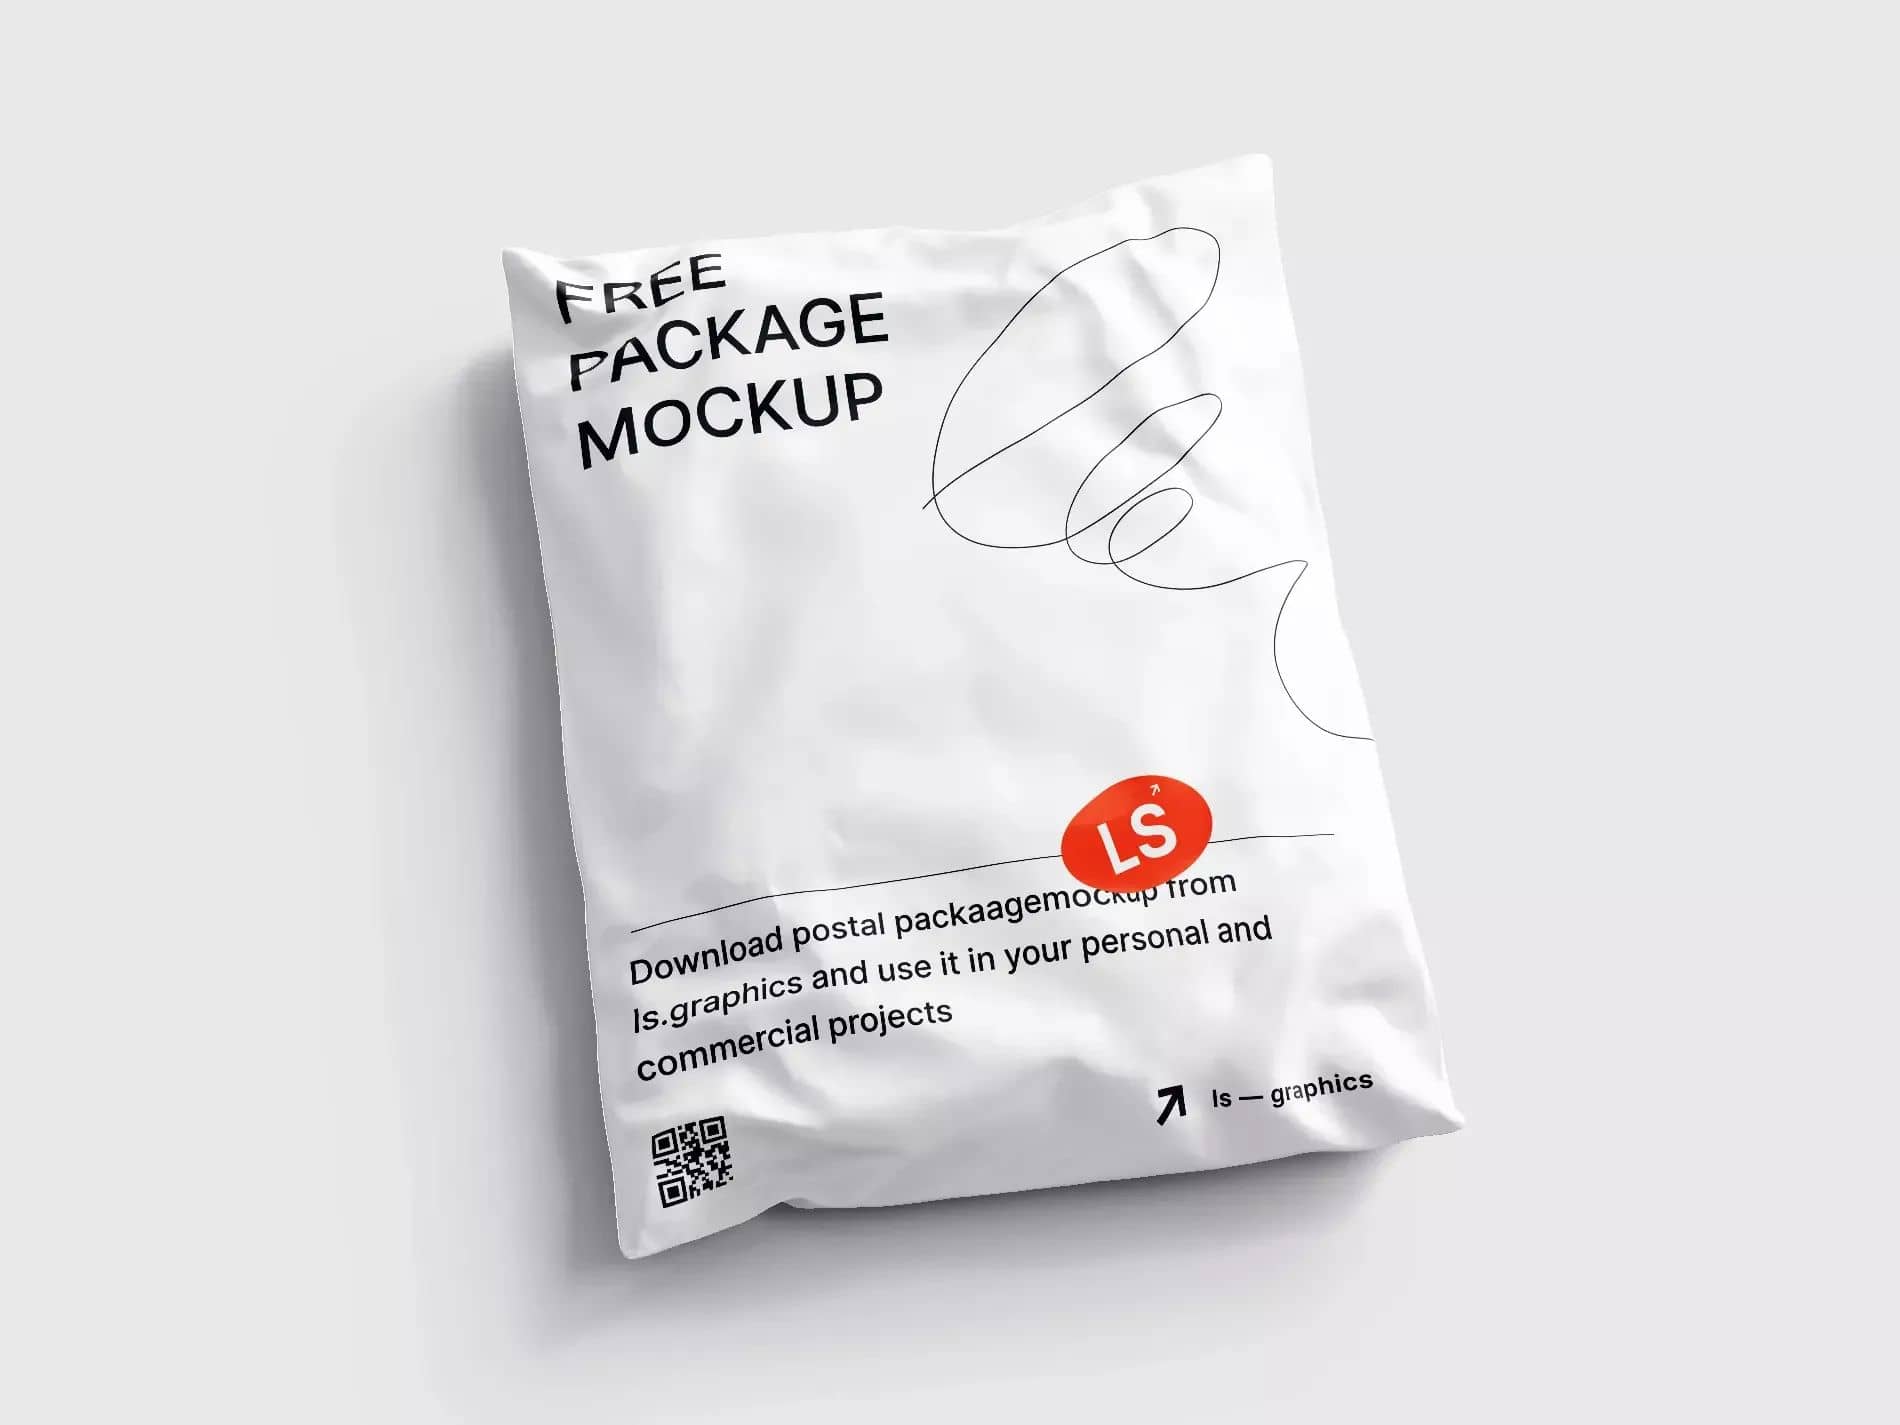 FREE
PACKAGE
MOCKUP
LS
Download postal packaagemockup from
ls.graphics and use it in your personal and
commercial projects
ls — graphics